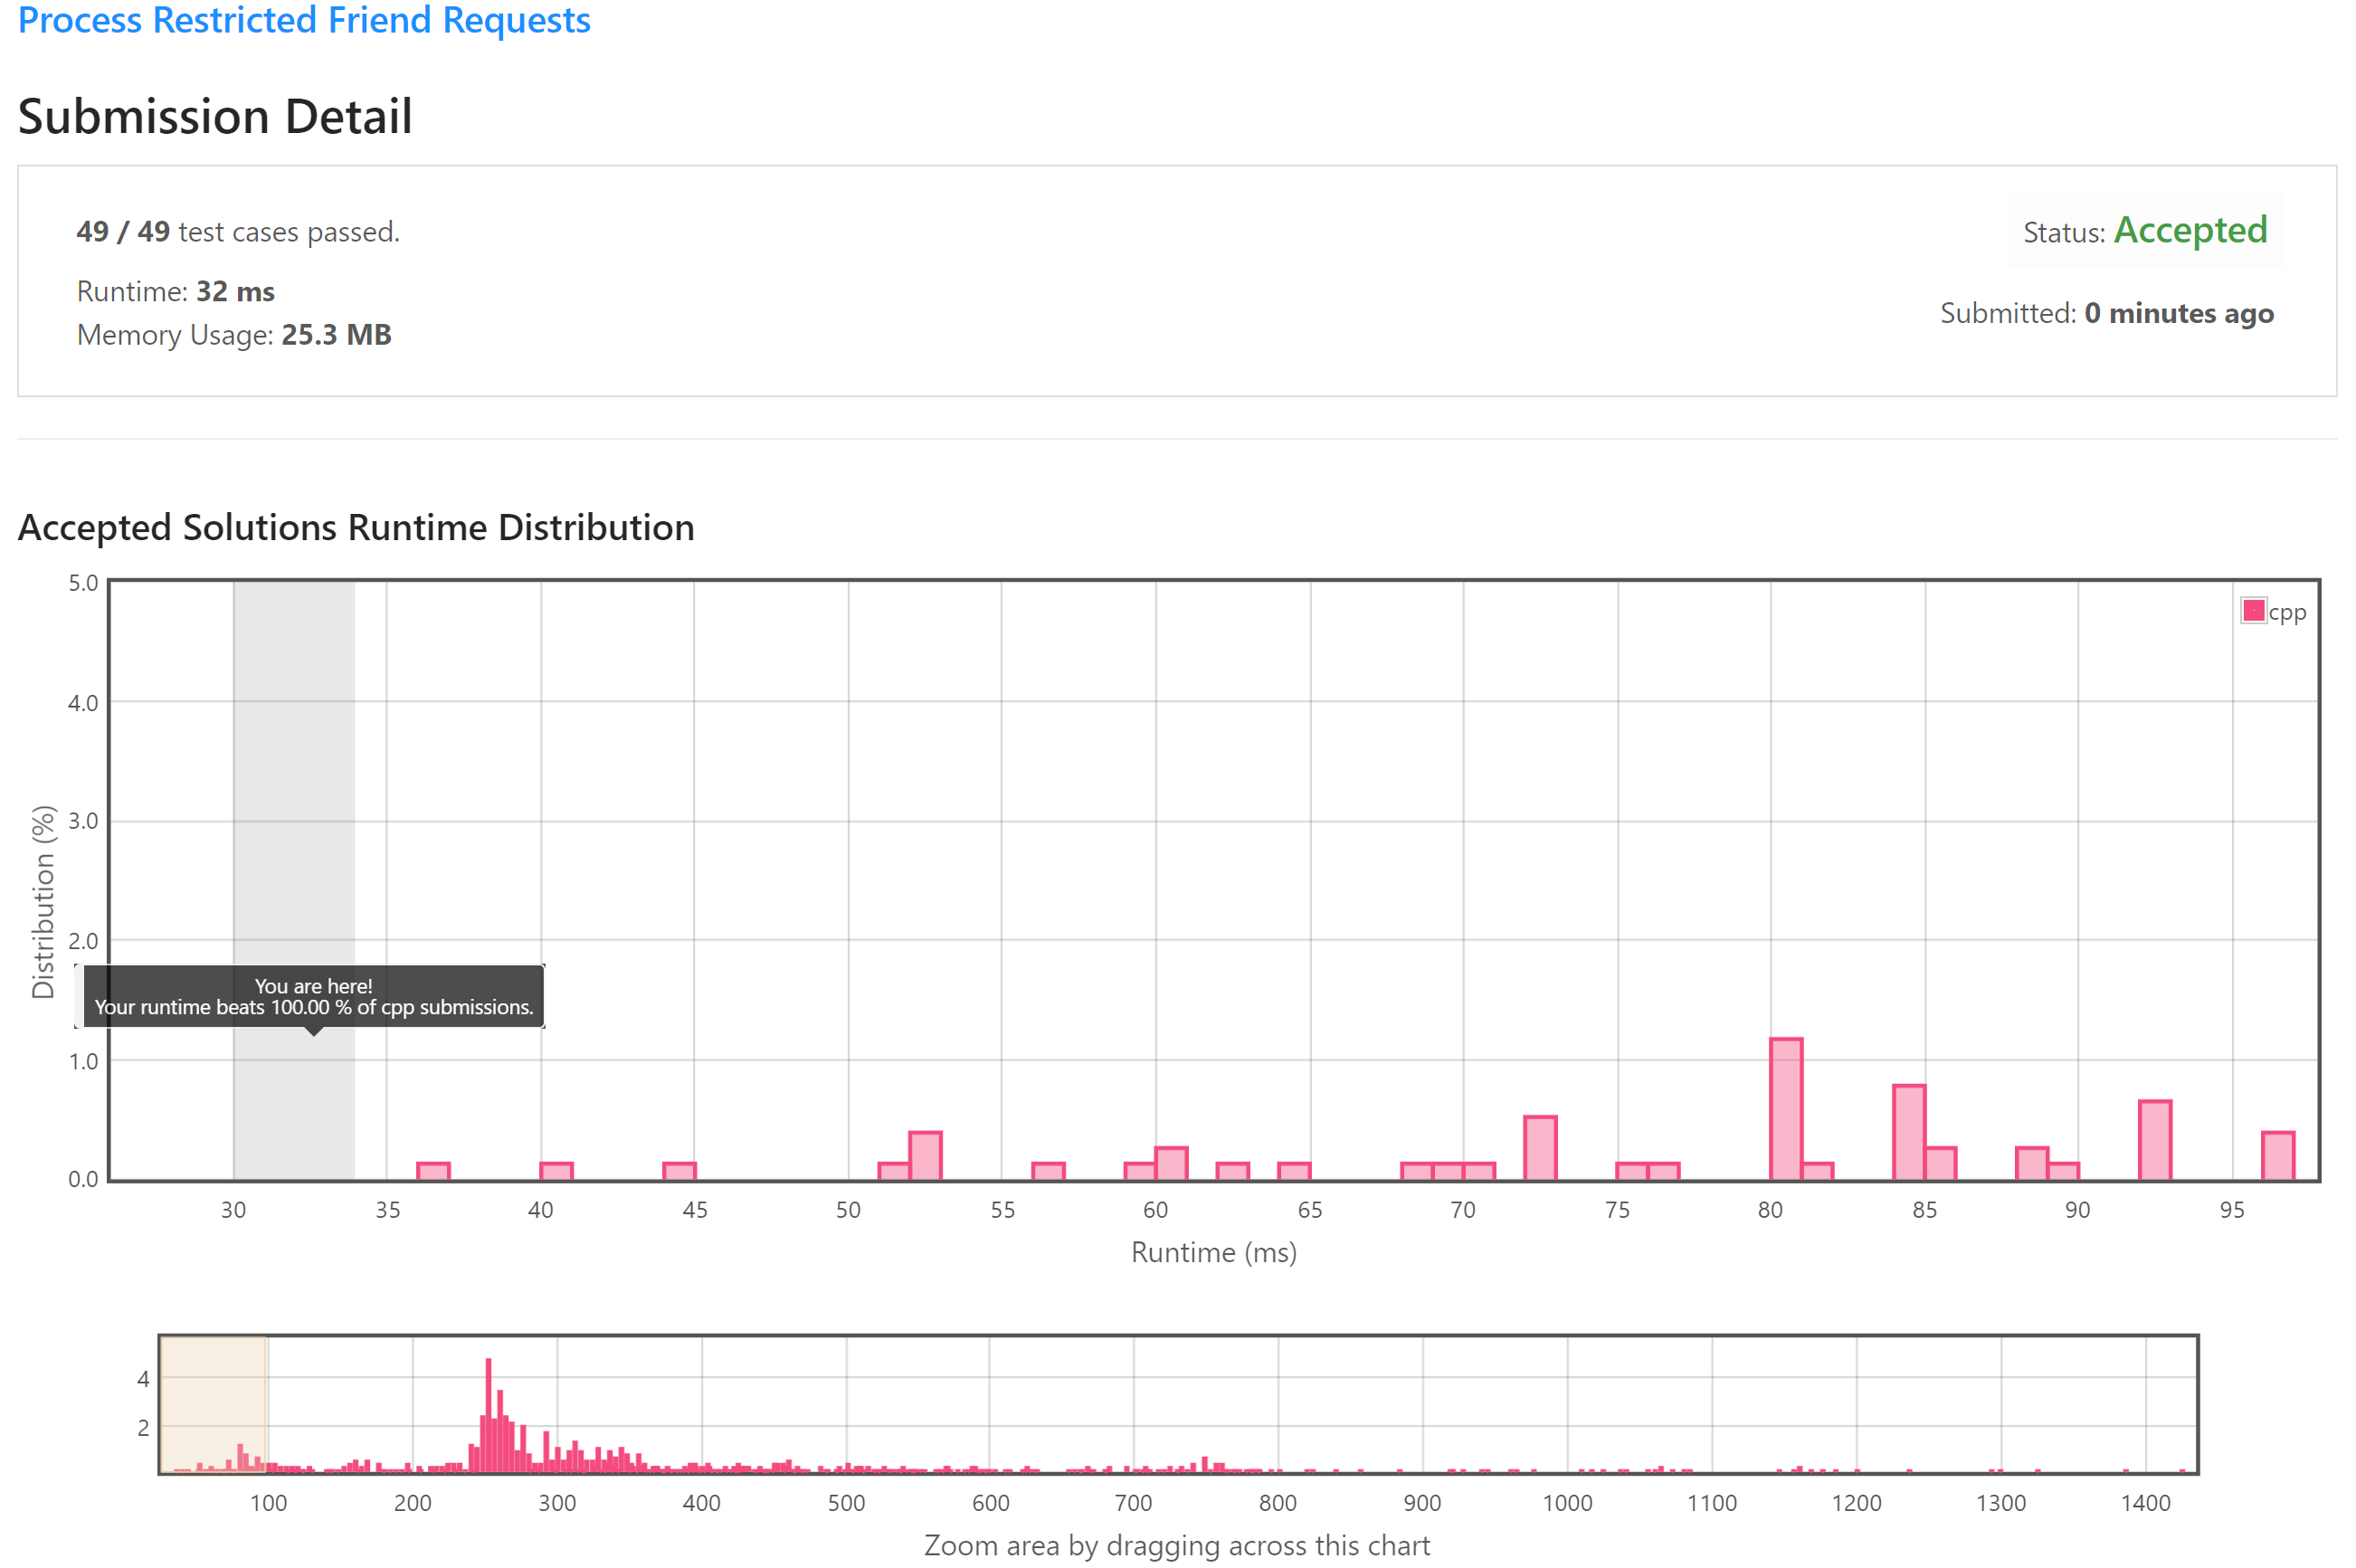 Process Restricted Friend Requests
Submission Detail
49 / 49 test cases passed.
Status: Accepted
Runtime: 32 ms
Submitted: 0 minutes ago
Memory Usage: 25.3 MB
Accepted Solutions Runtime Distribution
5.0
cpp
4.0
3.0
Distribution (%)
2.0
You are here!
Your runtime beats 100.00 % of cpp submissions.
1.0
0.0
30 35 40 45 50 55 60 65 70 75 80 85 90 95
Runtime (ms)
4
2
100 200 300 400 500 600 700 800 900 1000 1100 1200 1300 1400
Zoom area by dragging across this chart